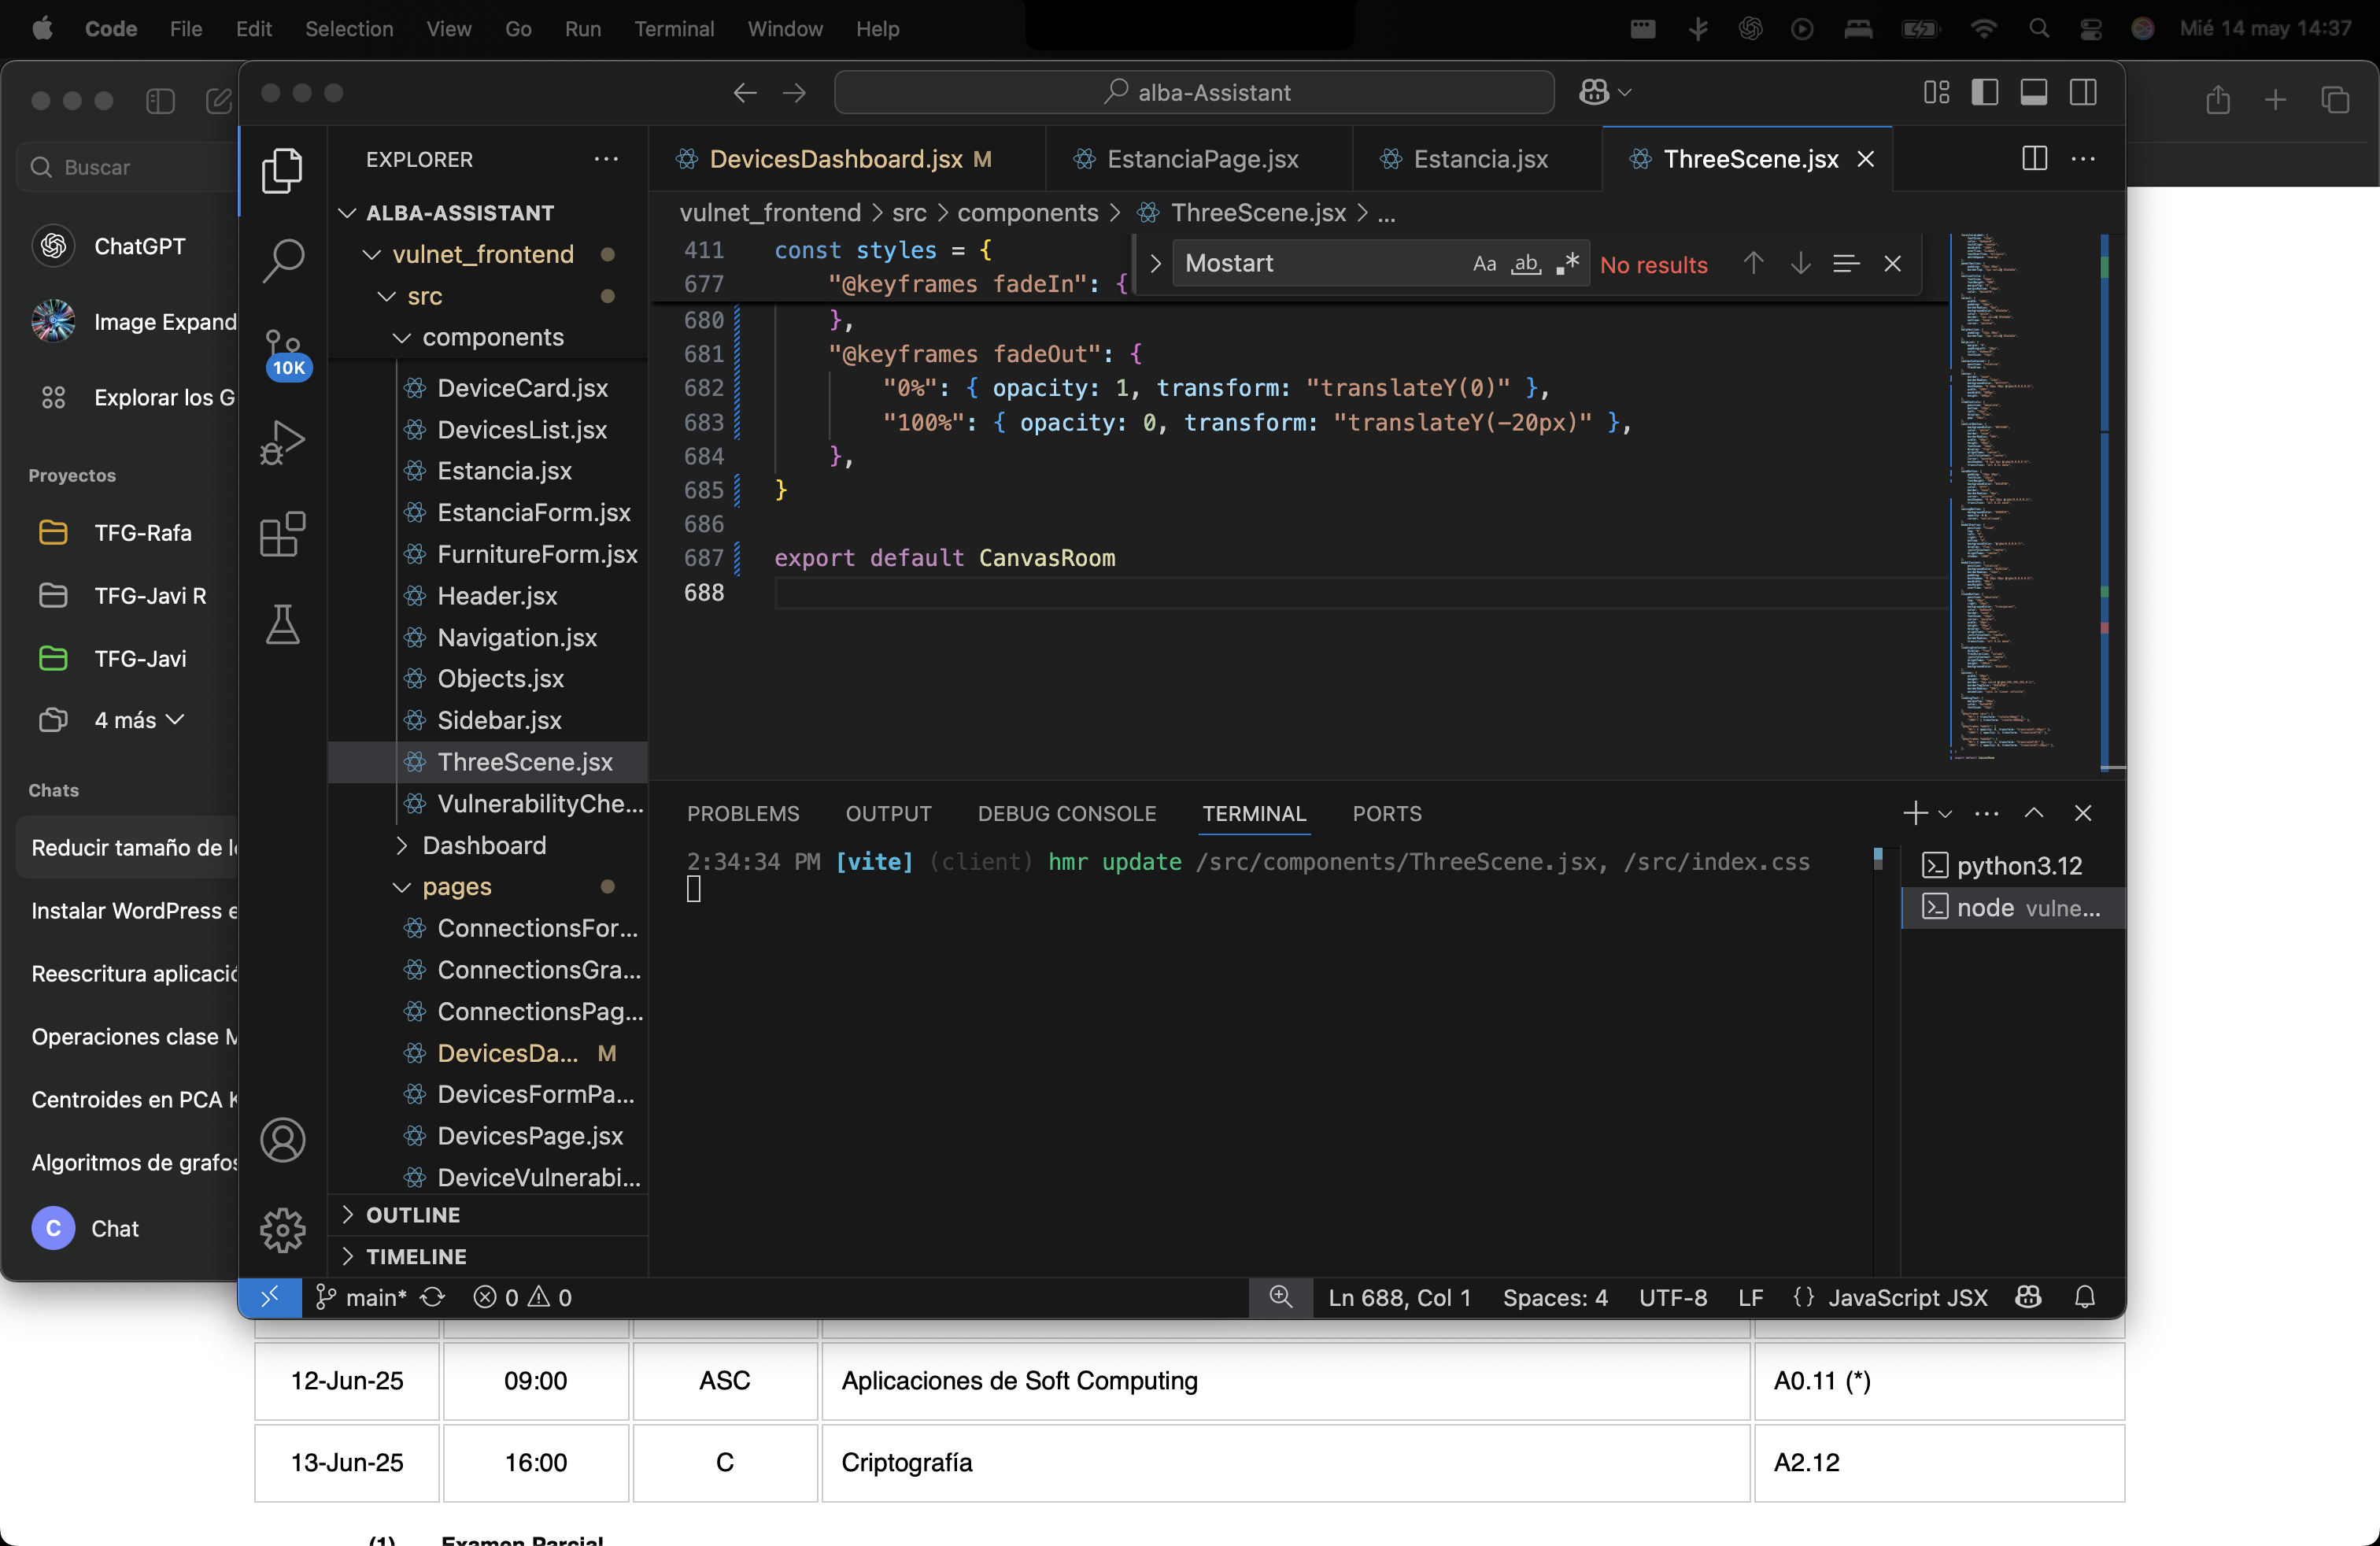 Code File Edit Selection View Go Run Terminal Window Help Mié 14 may 14:37
Buscar
ChatGPT
Image Expand
Explorar los G
Proyectos
TFG-Rafa
TFG-Javi R
TFG-Javi
4 más
Chats
Reducir tamaño de
Instalar WordPress e
Reescritura aplicació
Operaciones clase M
Centroides en PCA K
Algoritmos de grafos
C Chat
alba-Assistant
10K
EXPLORER
ALBA-ASSISTANT
vulnet_frontend
src
components
DeviceCard.jsx
DevicesList.jsx
Estancia.jsx
EstanciaForm.jsx
FurnitureForm.jsx
Header.jsx
Navigation.jsx
Objects.jsx
Sidebar.jsx
ThreeScene.jsx
VulnerabilityChe...
Dashboard
pages
ConnectionsFor...
ConnectionsGra...
ConnectionsPag...
DevicesDa... M
DevicesFormPa...
DevicesPage.jsx
DeviceVulnerabi...
OUTLINE
TIMELINE
DevicesDashboard.jsx M EstanciaPage.jsx Estancia.jsx ThreeScene.jsx
vulnet_frontend > src > components > ThreeScene.jsx > ...
Mostart Aa ab .* No results
411 const styles = {
677 "@keyframes fadeIn": {
680 },
681 "@keyframes fadeOut": {
682 "0%": { opacity: 1, transform: "translateY(0)" },
683 "100%": { opacity: 0, transform: "translateY(-20px)" },
684 },
685 }
686
687 export default CanvasRoom
688
PROBLEMS OUTPUT DEBUG CONSOLE TERMINAL PORTS
2:34:34 PM [vite] (client) hmr update /src/components/ThreeScene.jsx, /src/index.css
python3.12
node vulne...
main* 0 0 Ln 688, Col 1 Spaces: 4 UTF-8 LF {} JavaScript JSX
12-Jun-25 09:00 ASC Aplicaciones de Soft Computing A0.11 (*)
13-Jun-25 16:00 C Criptografía A2.12
(1) Examen Parcial